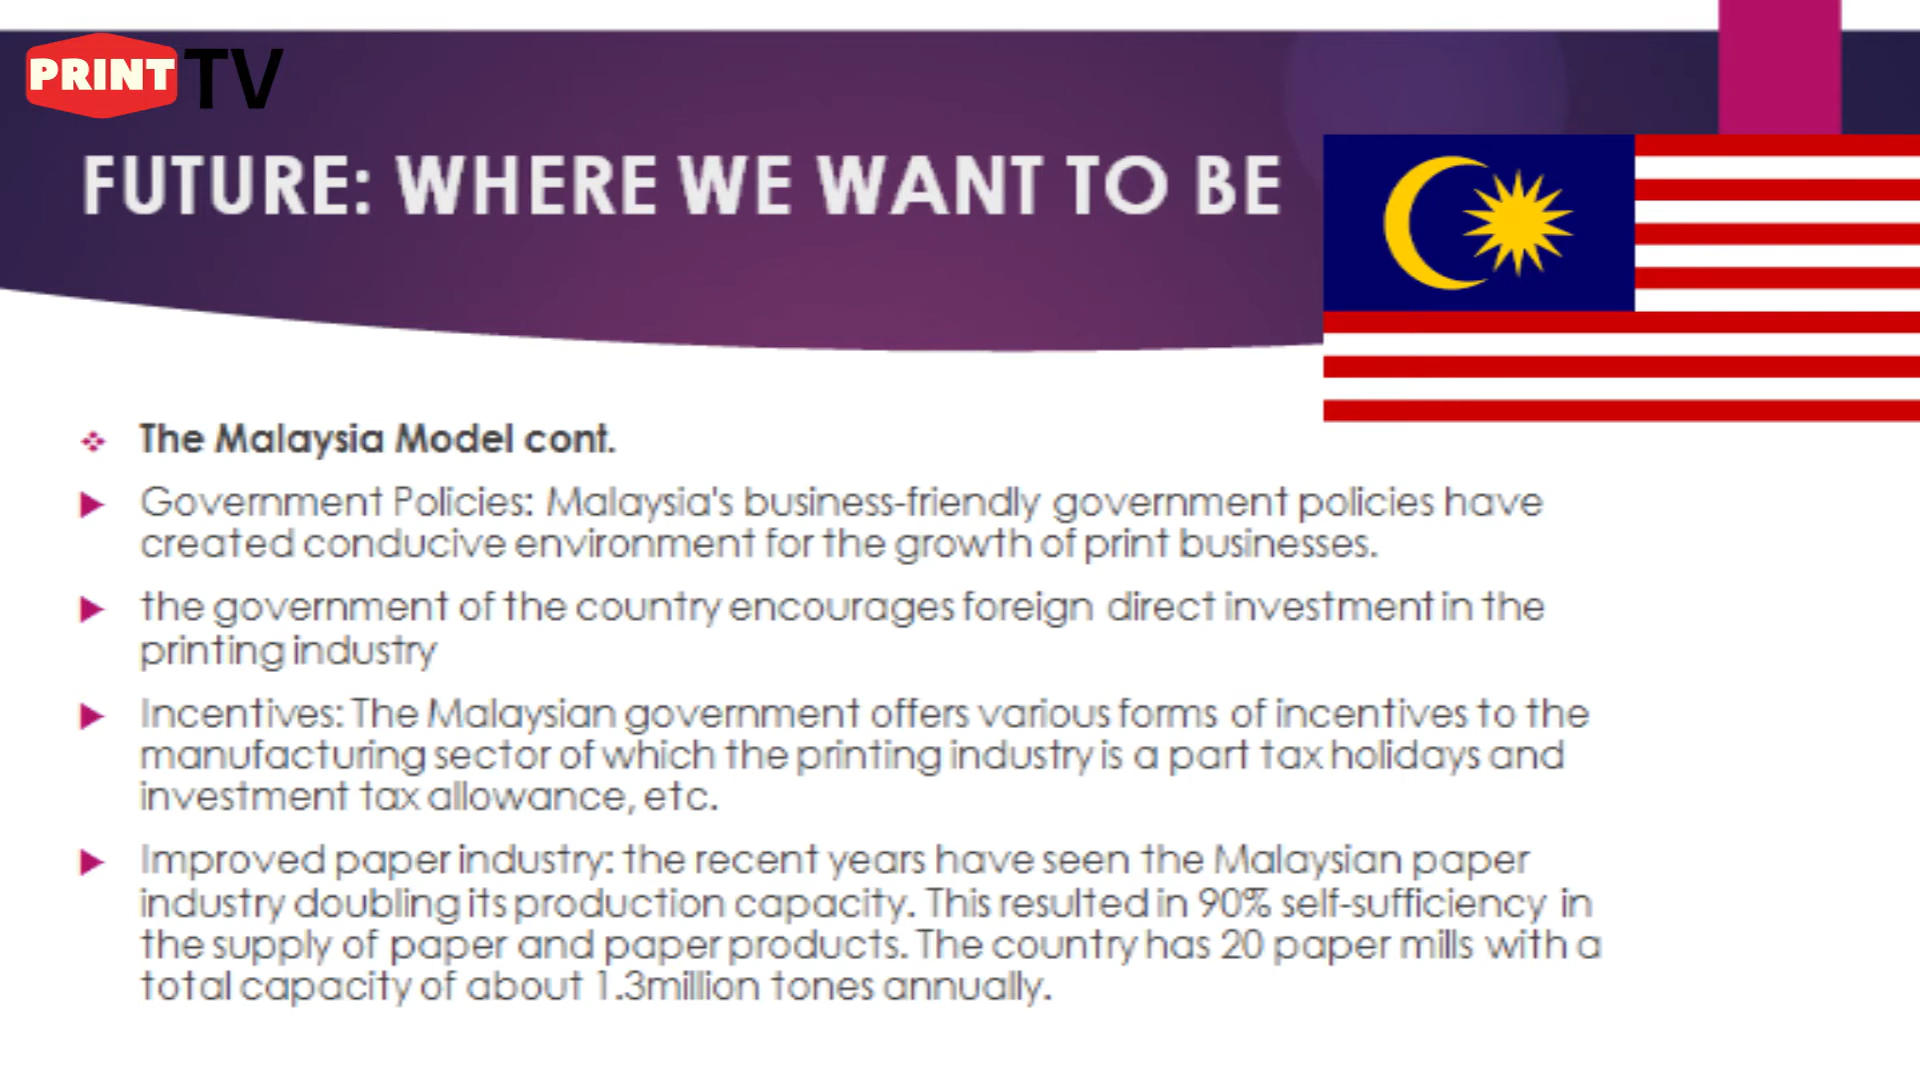 PRINT TV
FUTURE: WHERE WE WANT TO BE
The Malaysia Model cont.
Government Policies: Malaysia's business-friendly government policies have
created conducive environment for the growth of print businesses.
the government of the country encourages foreign direct investment in the
printing industry
Incentives: The Malaysian government offers various forms of incentives to the
manufacturing sector of which the printing industry is a part tax holidays and
investment tax allowance, etc.
Improved paper industry: the recent years have seen the Malaysian paper
industry doubling its production capacity. This resulted in 90% self-sufficiency in
the supply of paper and paper products. The country has 20 paper mills with a
total capacity of about 1.3million tones annually.